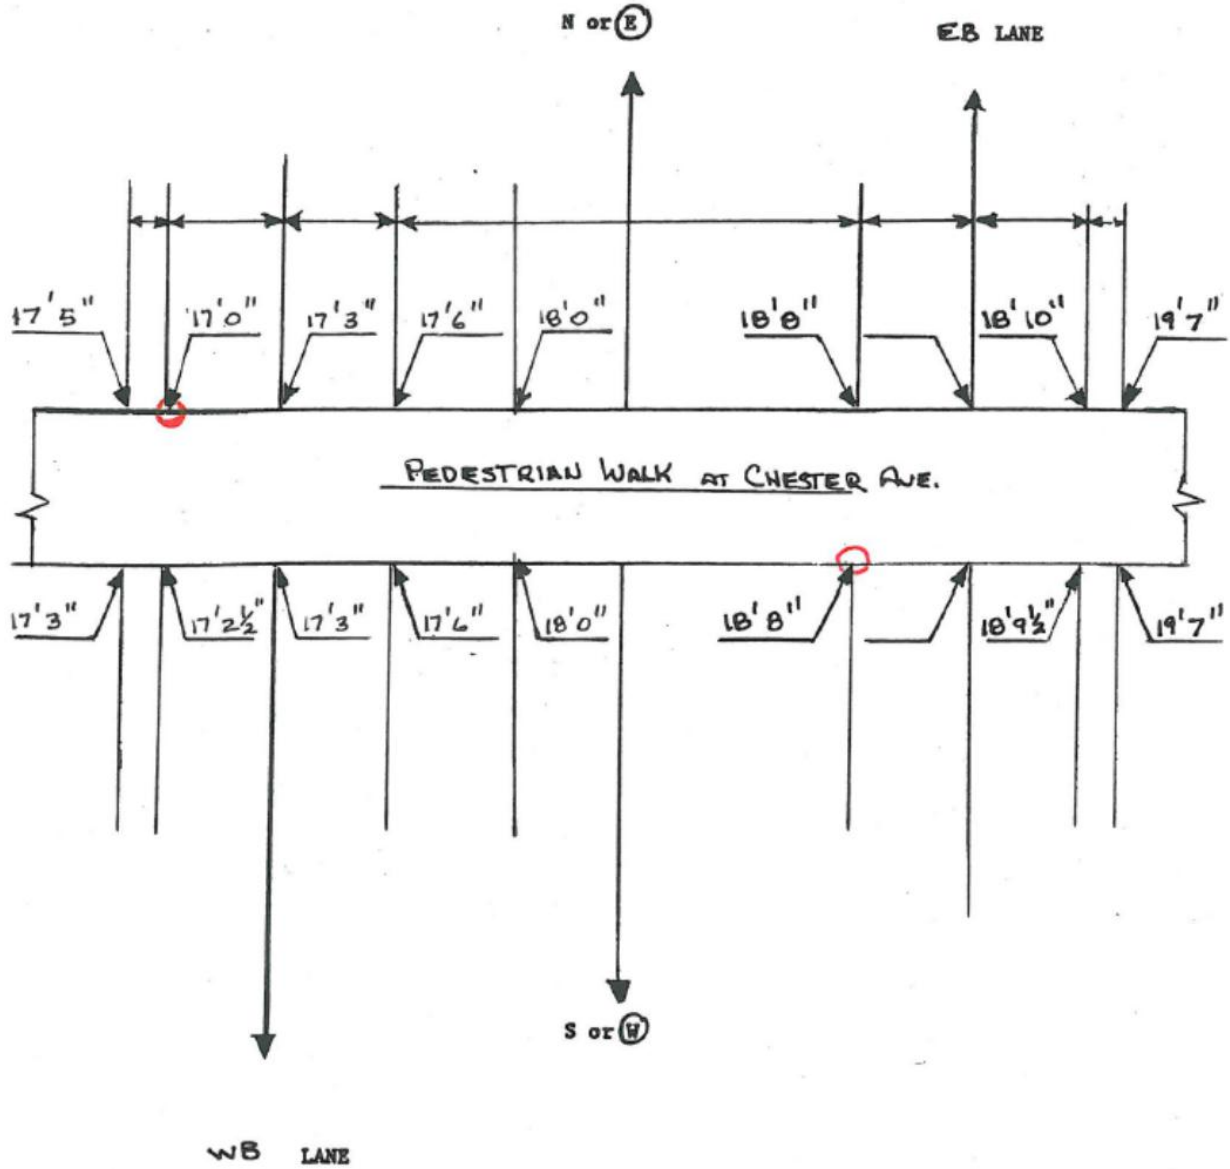 N or E
EB LANE
17'5" 17'0" 17'3" 17'6" 18'0" 18'8" 18'10" 19'7"
PEDESTRIAN WALK AT CHESTER AVE.
17'3" 17'2½" 17'3" 17'6" 18'0" 18'8" 18'9½" 19'7"
S or W
WB LANE